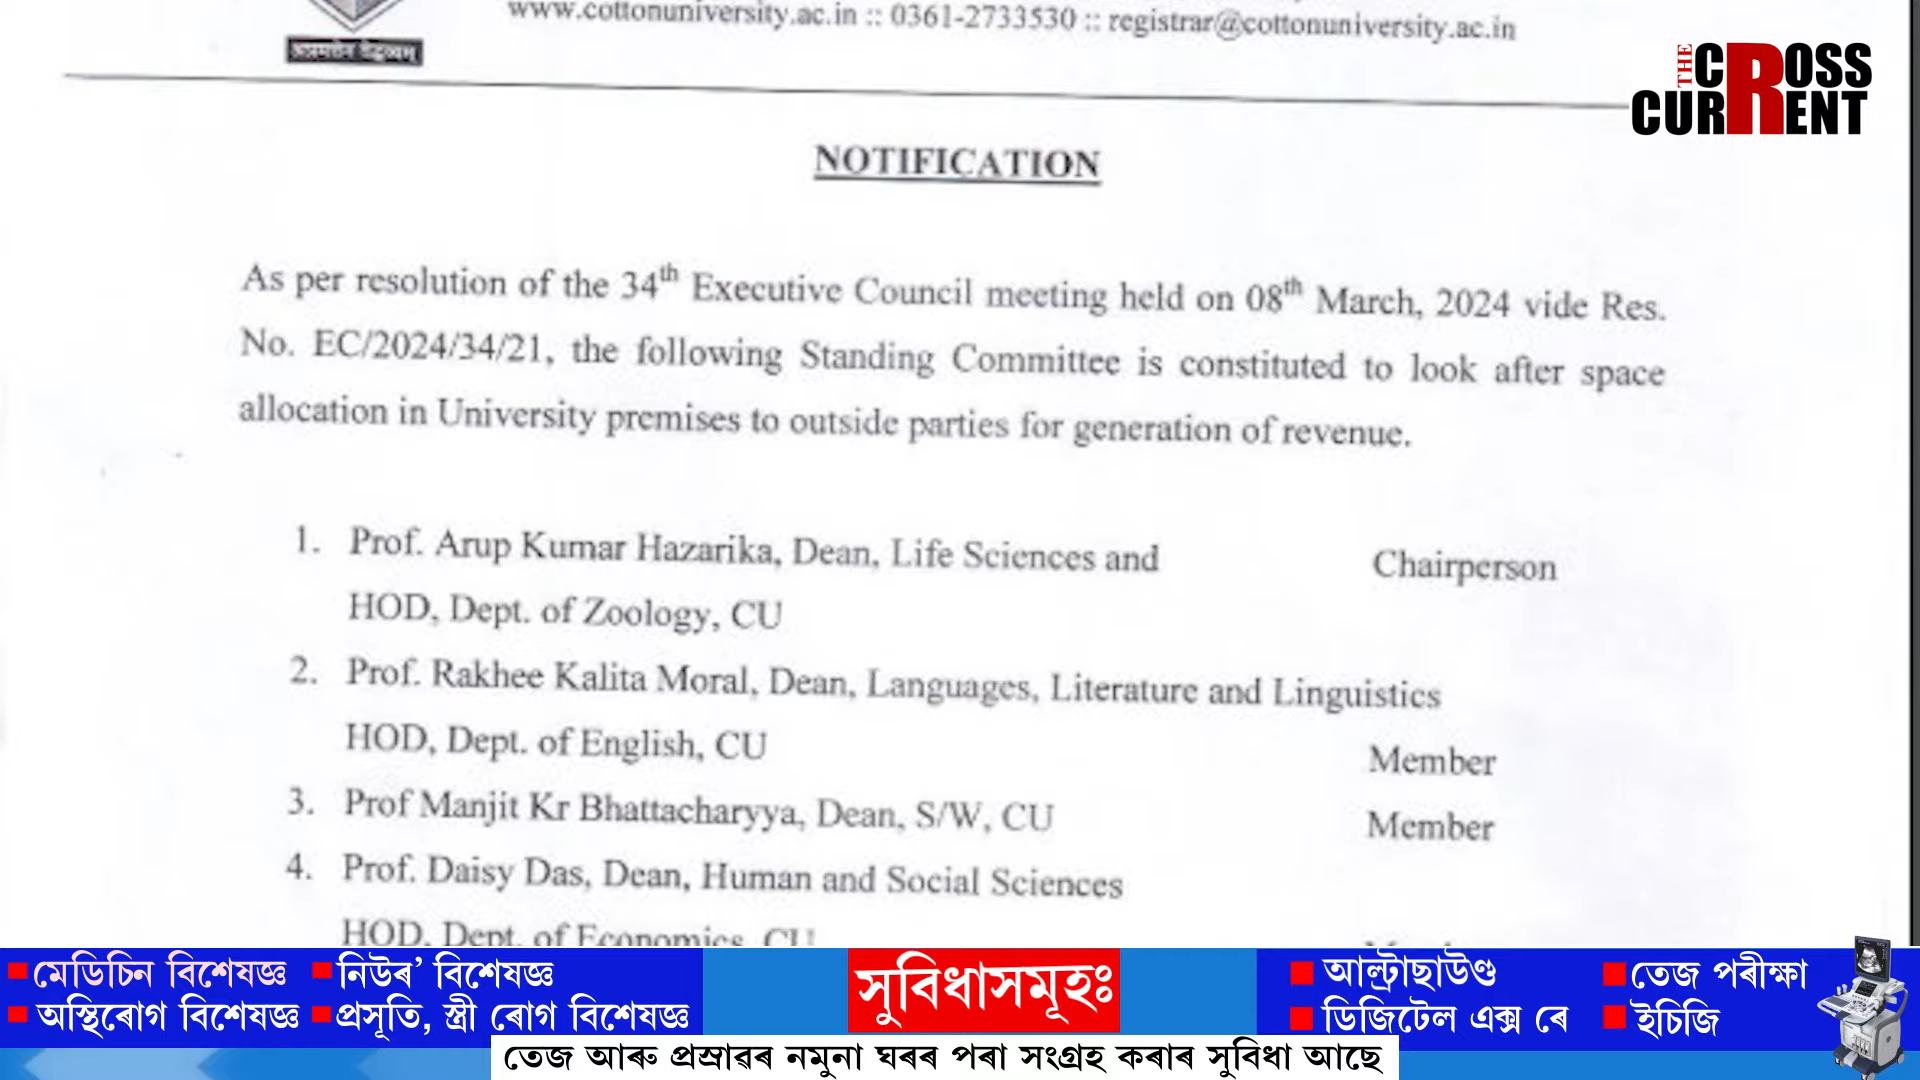 www.cottonuniversity.ac.in :: 0361-2733530 :: registrar@cottonuniversity.ac.in
THE CROSS
CURRENT
NOTIFICATION
As per resolution of the 34th Executive Council meeting held on 08th March, 2024 vide Res.
No. EC/2024/34/21, the following Standing Committee is constituted to look after space
allocation in University premises to outside parties for generation of revenue.
1. Prof. Arup Kumar Hazarika, Dean, Life Sciences and Chairperson
HOD, Dept. of Zoology, CU
2. Prof. Rakhee Kalita Moral, Dean, Languages, Literature and Linguistics
HOD, Dept. of English, CU Member
3. Prof Manjit Kr Bhattacharyya, Dean, S/W, CU Member
4. Prof. Daisy Das, Dean, Human and Social Sciences
HOD, Dept. of Economics, CU
মেডিচিন বিশেষজ্ঞ নিউৰ’ বিশেষজ্ঞ
অস্থিৰোগ বিশেষজ্ঞ প্ৰসূতি, স্ত্ৰী ৰোগ বিশেষজ্ঞ
সুবিধাসমূহঃ
আল্ট্ৰাছাউণ্ড তেজ পৰীক্ষা
ডিজিটেল এক্স ৰে ইচিজি
তেজ আৰু প্ৰস্ৰাৱৰ নমুনা ঘৰৰ পৰা সংগ্ৰহ কৰাৰ সুবিধা আছে